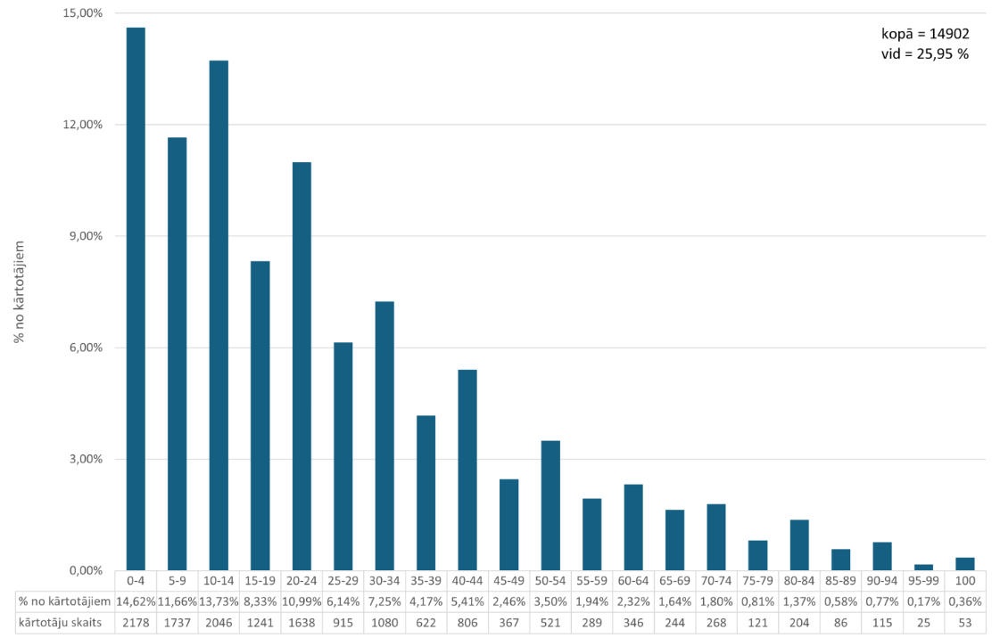 15,00%
kopā = 14902
vid = 25,95 %
12,00%
9,00%
% no kārtotājiem
6,00%
3,00%
0,00%
0-4 5-9 10-14 15-19 20-24 25-29 30-34 35-39 40-44 45-49 50-54 55-59 60-64 65-69 70-74 75-79 80-84 85-89 90-94 95-99 100
% no kārtotājiem 14,62% 11,66% 13,73% 8,33% 10,99% 6,14% 7,25% 4,17% 5,41% 2,46% 3,50% 1,94% 2,32% 1,64% 1,80% 0,81% 1,37% 0,58% 0,77% 0,17% 0,36%
kārtotāju skaits 2178 1737 2046 1241 1638 915 1080 622 806 367 521 289 346 244 268 121 204 86 115 25 53